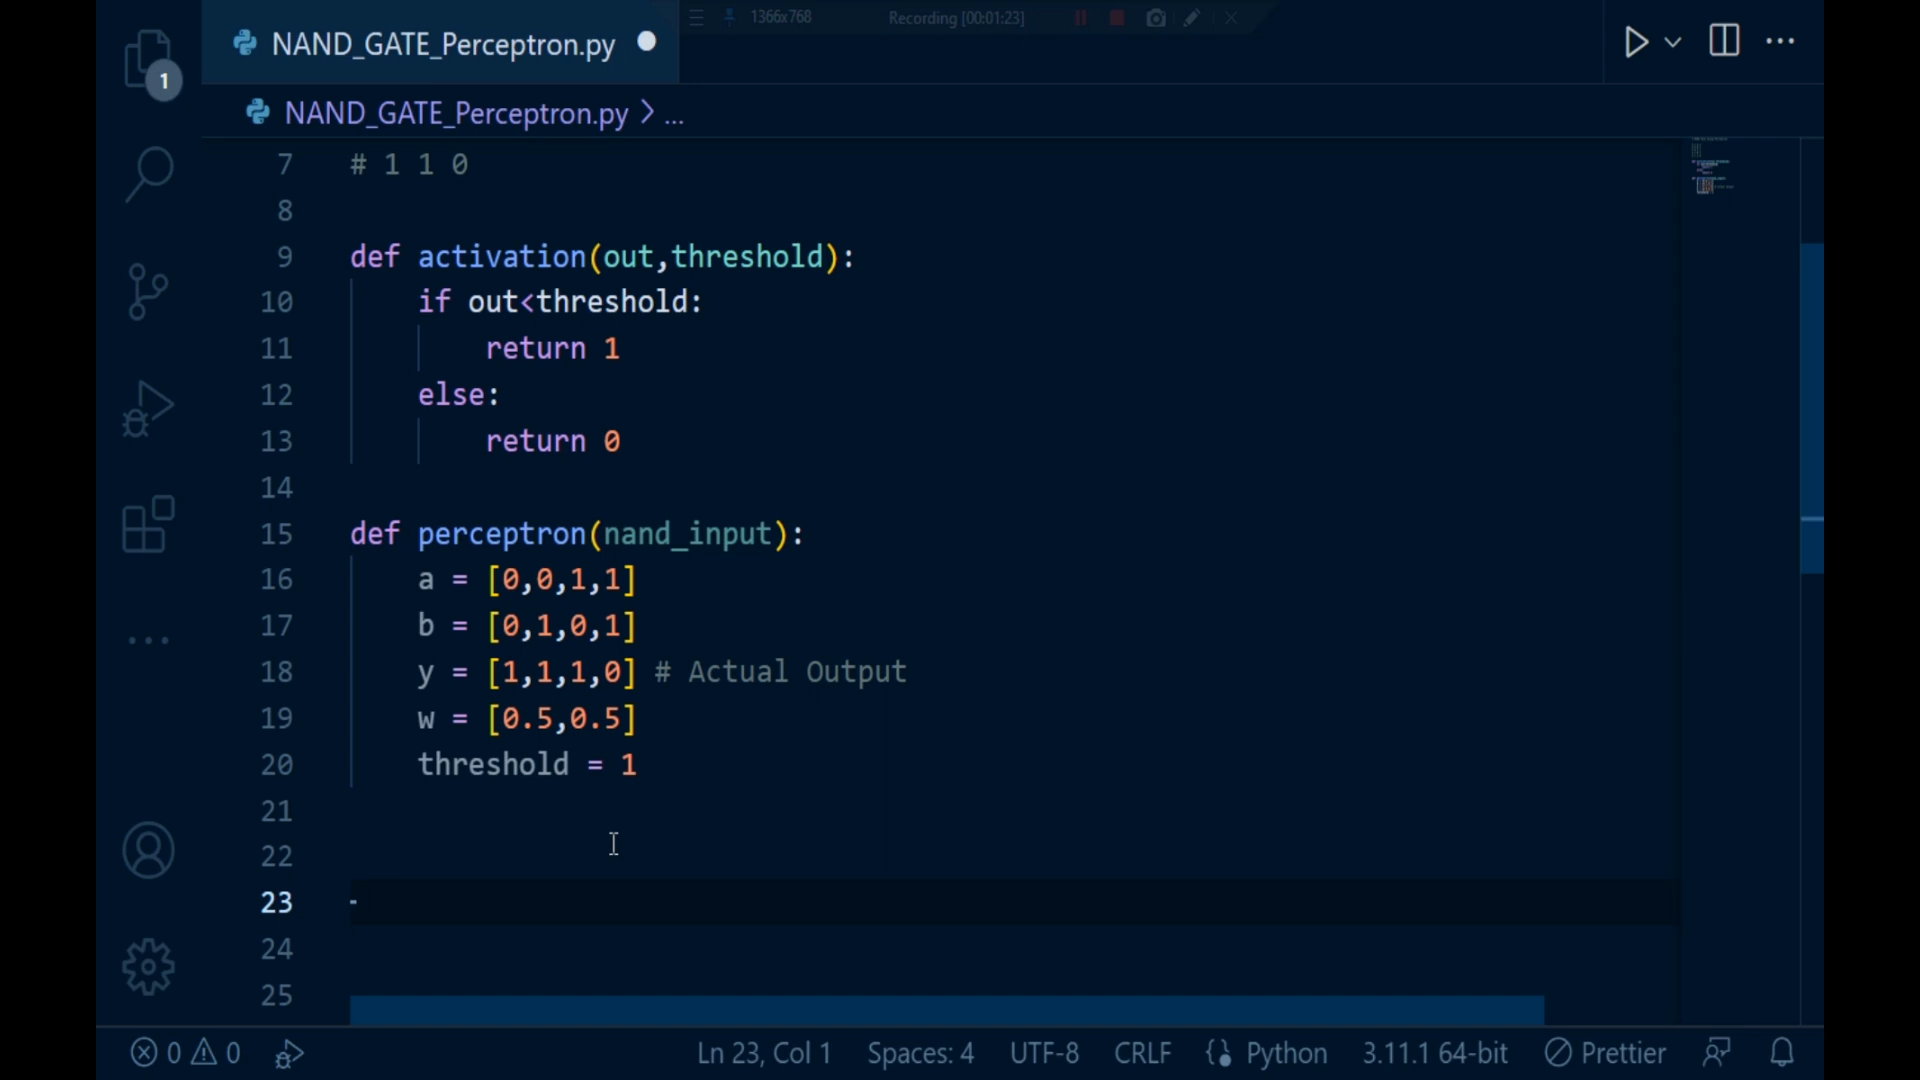 1366x768 Recording [00:01:23]
NAND_GATE_Perceptron.py
1
NAND_GATE_Perceptron.py > ...
7 # 1 1 0
8
9 def activation(out,threshold):
10 if out<threshold:
11 return 1
12 else:
13 return 0
14
15 def perceptron(nand_input):
16 a = [0,0,1,1]
17 b = [0,1,0,1]
18 y = [1,1,1,0] # Actual Output
19 w = [0.5,0.5]
20 threshold = 1
21
22
23
24
25
0 0 Ln 23, Col 1 Spaces: 4 UTF-8 CRLF Python 3.11.1 64-bit Prettier